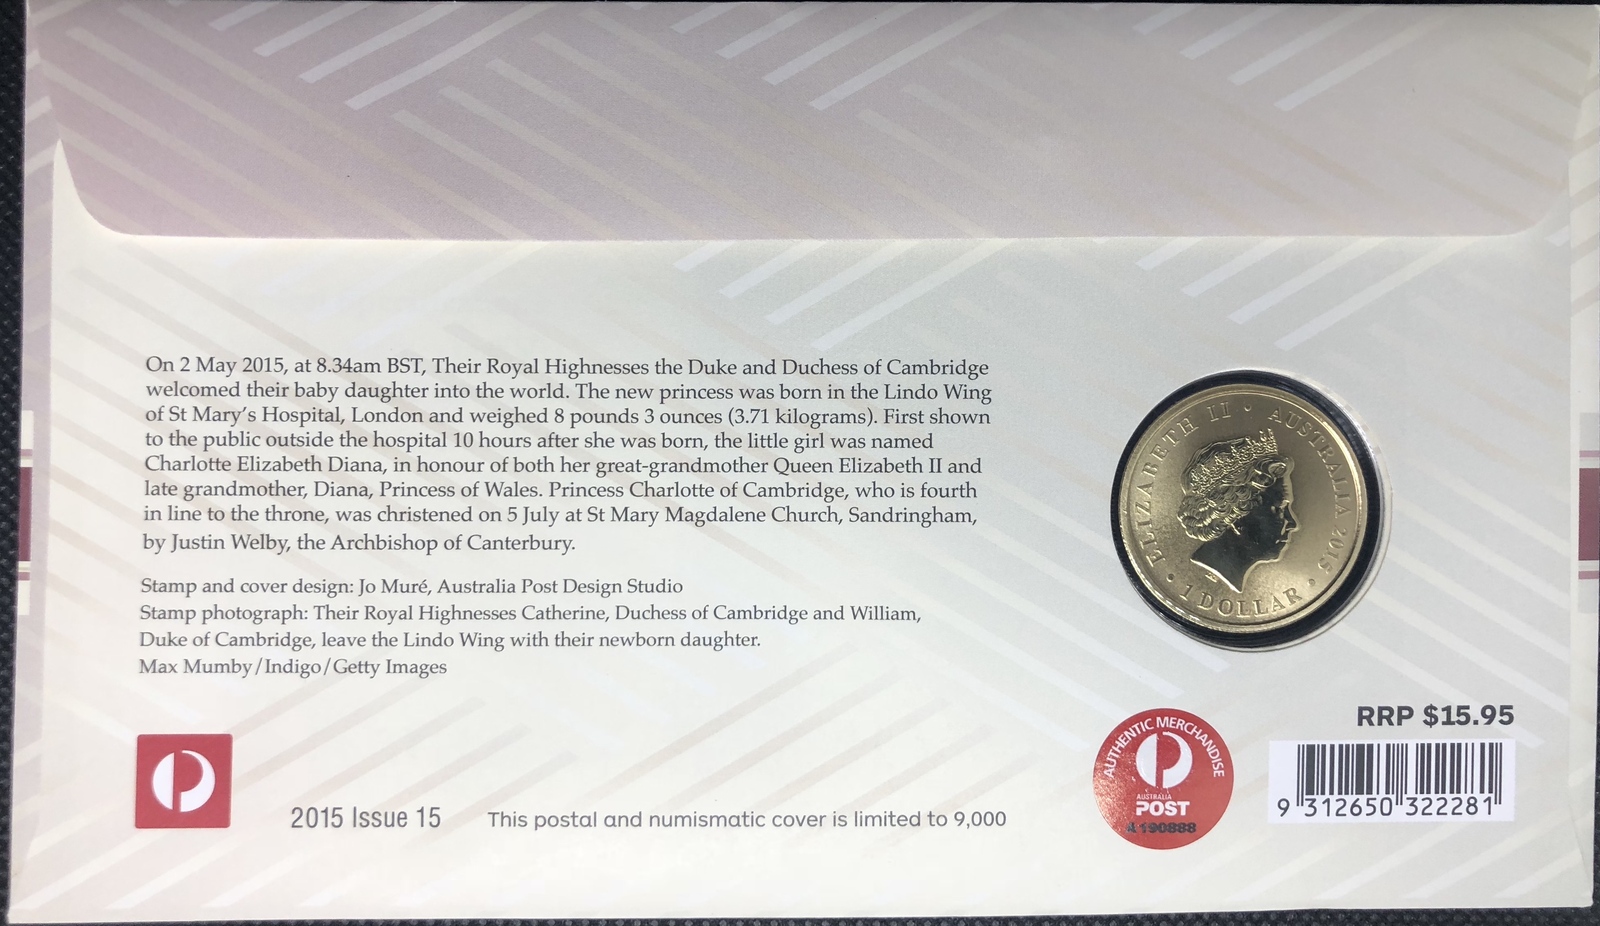 On 2 May 2015, at 8.34am BST, Their Royal Highnesses the Duke and Duchess of Cambridge
welcomed their baby daughter into the world. The new princess was born in the Lindo Wing
of St Mary's Hospital, London and weighed 8 pounds 3 ounces (3.71 kilograms). First shown
to the public outside the hospital 10 hours after she was born, the little girl was named
Charlotte Elizabeth Diana, in honour of both her great-grandmother Queen Elizabeth II and
late grandmother, Diana, Princess of Wales. Princess Charlotte of Cambridge, who is fourth
in line to the throne, was christened on 5 July at St Mary Magdalene Church, Sandringham,
by Justin Welby, the Archbishop of Canterbury.
Stamp and cover design: Jo Muré, Australia Post Design Studio
Stamp photograph: Their Royal Highnesses Catherine, Duchess of Cambridge and William,
Duke of Cambridge, leave the Lindo Wing with their newborn daughter.
Max Mumby/Indigo/Getty Images
ELIZABETH II • AUSTRALIA 2015
• 1 DOLLAR •
2015 Issue 15
This postal and numismatic cover is limited to 9,000
AUTHENTIC MERCHANDISE
AUSTRALIA
POST
A190888
RRP $15.95
9 312650 322281